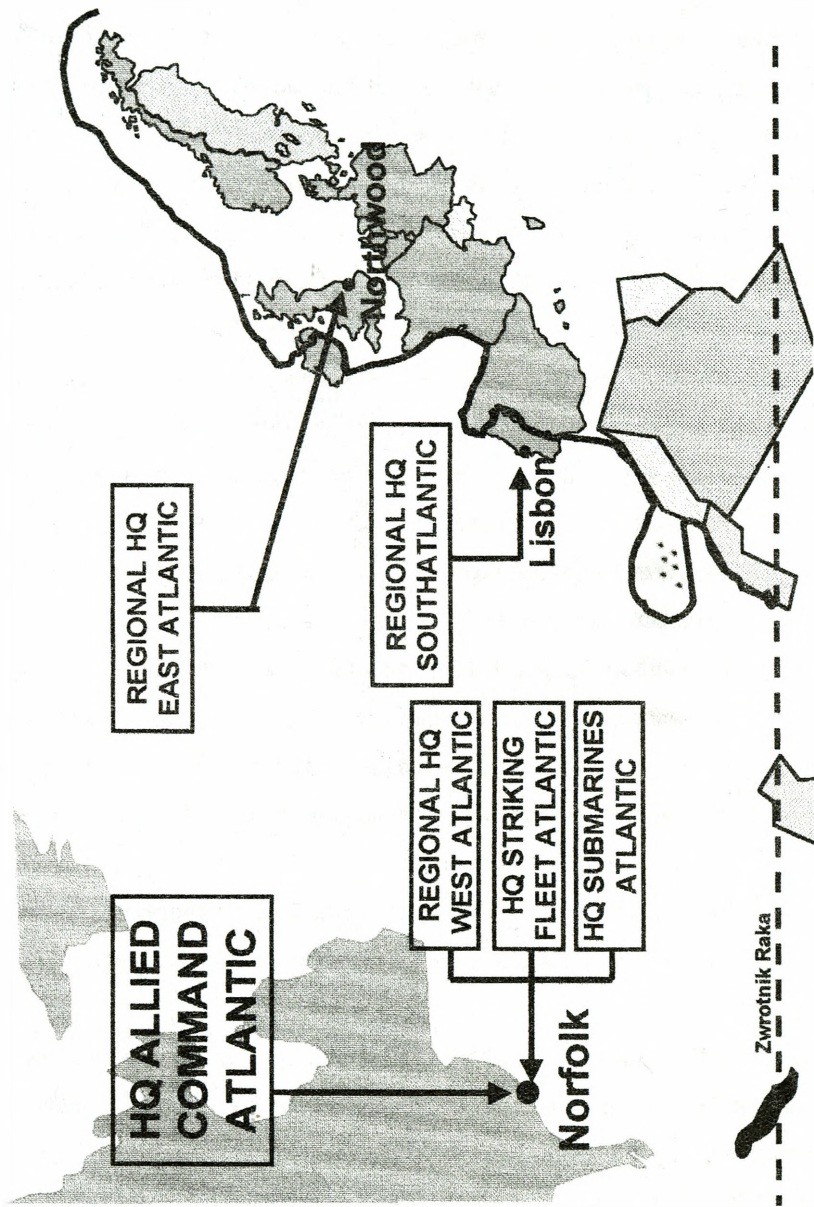 HQ ALLIED
COMMAND
ATLANTIC
REGIONAL HQ
EAST ATLANTIC
Northwood
REGIONAL HQ
SOUTHATLANTIC
Lisbon
REGIONAL HQ
WEST ATLANTIC
HQ STRIKING
FLEET ATLANTIC
HQ SUBMARINES
ATLANTIC
Norfolk
Zwrotnik Raka